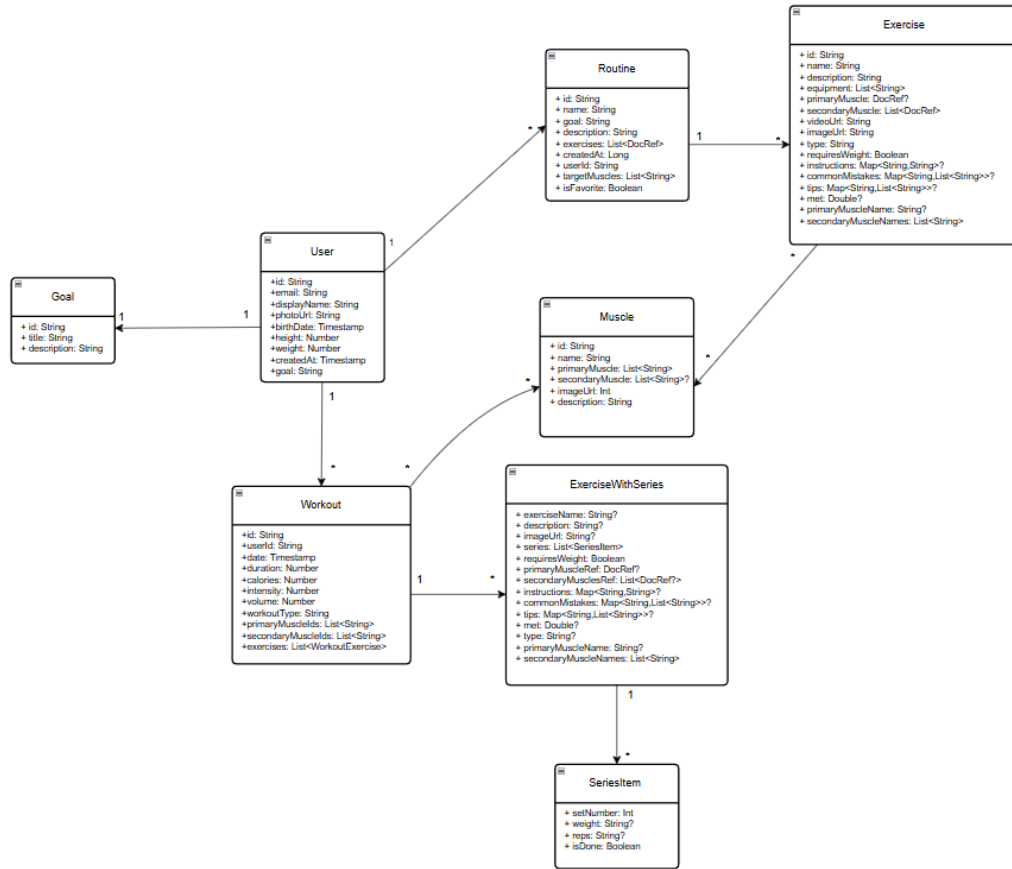 Exercise
+ id: String
+ name: String
+ description: String
+ equipment: List<String>
+ primaryMuscle: DocRef?
+ secondaryMuscle: List<DocRef>
+ videoUrl: String
+ imageUrl: String
+ type: String
+ requiresWeight: Boolean
+ instructions: Map<String,String>?
+ commonMistakes: Map<String,List<String>>?
+ tips: Map<String,List<String>>?
+ met: Double?
+ primaryMuscleName: String?
+ secondaryMuscleNames: List<String>
Routine
+ id: String
+ name: String
+ goal: String
+ description: String
+ exercises: List<DocRef>
+ createdAt: Long
+ userId: String
+ targetMuscles: List<String>
+ isFavorite: Boolean
1
*
*
1
User
+id: String
+email: String
+displayName: String
+photoUrl: String
+birthDate: Timestamp
+height: Number
+weight: Number
+createdAt: Timestamp
+goal: String
*
*
Goal
+ id: String
+ title: String
+ description: String
1
1
Muscle
+ id: String
+ name: String
+ primaryMuscle: List<String>
+ secondaryMuscle: List<String>?
+ imageUrl: Int
+ description: String
*
1
*
*
Workout
+id: String
+userId: String
+date: Timestamp
+duration: Number
+calories: Number
+intensity: Number
+volume: Number
+workoutType: String
+primaryMuscleIds: List<String>
+secondaryMuscleIds: List<String>
+exercises: List<WorkoutExercise>
1
*
ExerciseWithSeries
+ exerciseName: String?
+ description: String?
+ imageUrl: String?
+ series: List<SeriesItem>
+ requiresWeight: Boolean
+ primaryMuscleRef: DocRef?
+ secondaryMusclesRef: List<DocRef?>
+ instructions: Map<String,String>?
+ commonMistakes: Map<String,List<String>>?
+ tips: Map<String,List<String>>?
+ met: Double?
+ type: String?
+ primaryMuscleName: String?
+ secondaryMuscleNames: List<String>
1
*
SeriesItem
+ setNumber: Int
+ weight: String?
+ reps: String?
+ isDone: Boolean